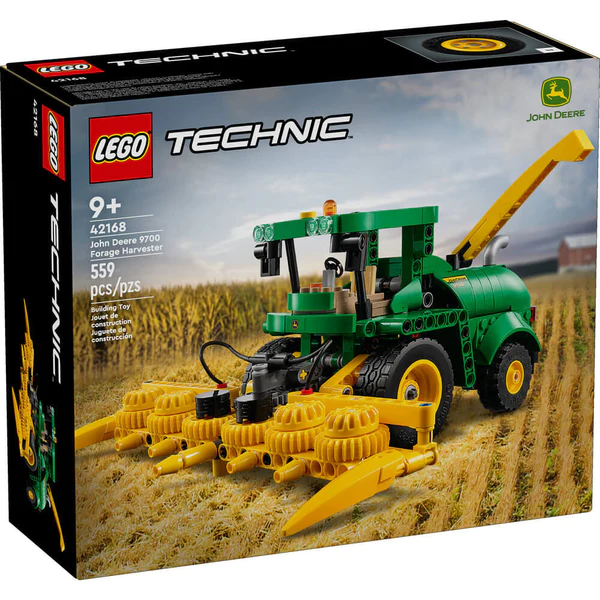 LEGO
42168
TECHNIC
JOHN DEERE
42168
LEGO
TECHNIC
LEGO TECHNIC
9+
42168
John Deere 9700
Forage Harvester
559
pcs/pzs
Building Toy
Jouet de
construction
Juguete de
construcción